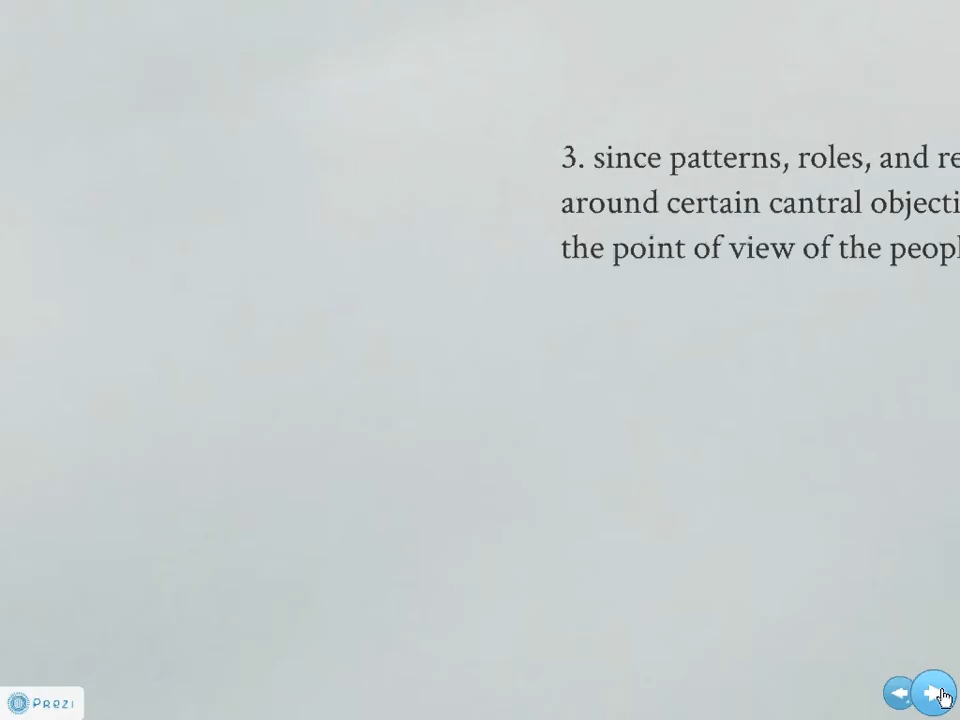 3. since patterns, roles, and re
around certain cantral objecti
the point of view of the peopl
Prezi